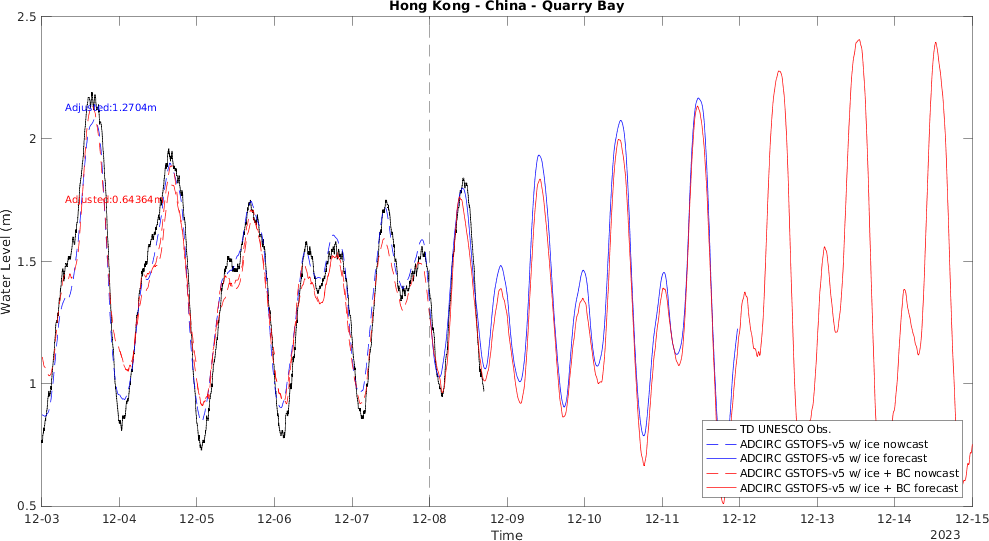 Hong Kong - China - Quarry Bay
2.5
2
1.5
1
0.5
Water Level (m)
Adjusted:1.2704m
Adjusted:0.64364m
TD UNESCO Obs.
ADCIRC GSTOFS-v5 w/ ice nowcast
ADCIRC GSTOFS-v5 w/ ice forecast
ADCIRC GSTOFS-v5 w/ ice + BC nowcast
ADCIRC GSTOFS-v5 w/ ice + BC forecast
12-03 12-04 12-05 12-06 12-07 12-08 12-09 12-10 12-11 12-12 12-13 12-14 12-15
Time
2023